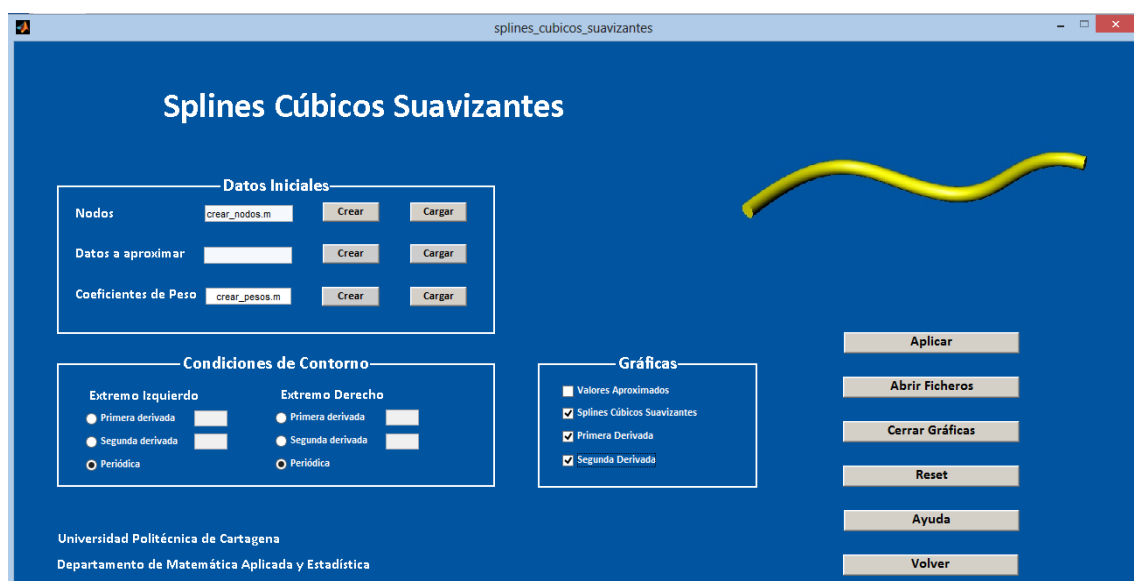 splines_cubicos_suavizantes
Splines Cúbicos Suavizantes
Datos Iniciales
Nodos crear_nodos.m Crear Cargar
Datos a aproximar Crear Cargar
Coeficientes de Peso crear_pesos.m Crear Cargar
Condiciones de Contorno
Extremo Izquierdo Extremo Derecho
Primera derivada Primera derivada
Segunda derivada Segunda derivada
Periódica Periódica
Gráficas
Valores Aproximados
Splines Cúbicos Suavizantes
Primera Derivada
Segunda Derivada
Aplicar
Abrir Ficheros
Cerrar Gráficas
Reset
Ayuda
Volver
Universidad Politécnica de Cartagena
Departamento de Matemática Aplicada y Estadística